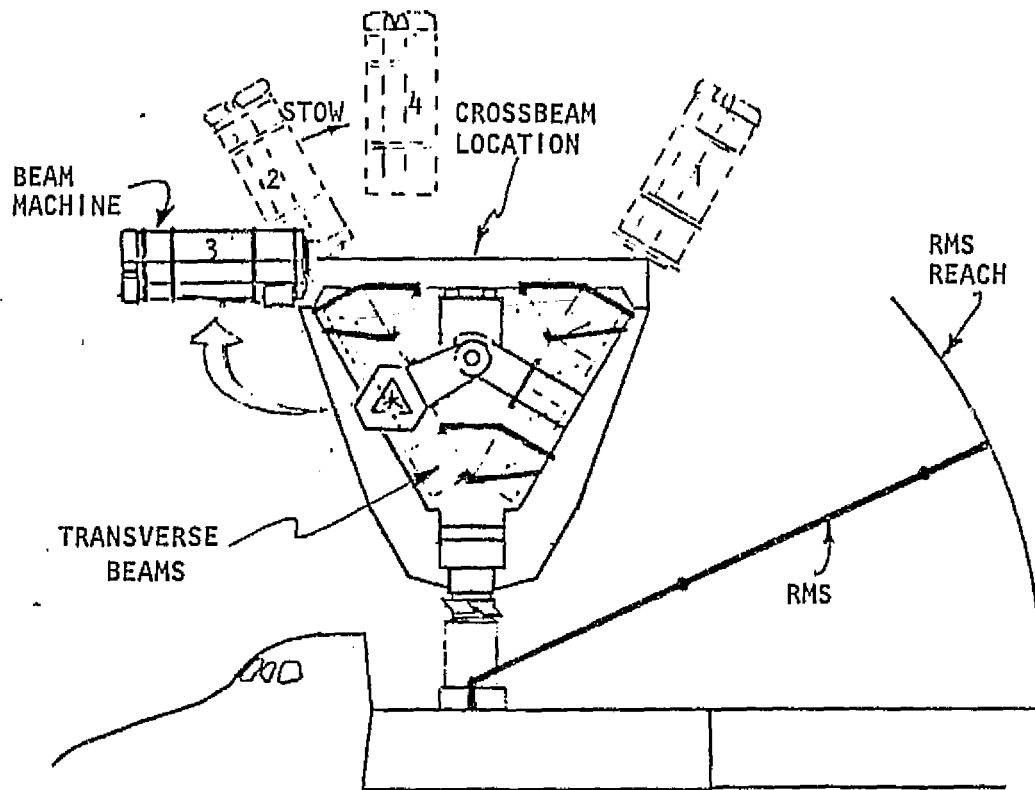 STOW
4
CROSSBEAM
LOCATION
2
1
BEAM
MACHINE
3
RMS
REACH
TRANSVERSE
BEAMS
RMS